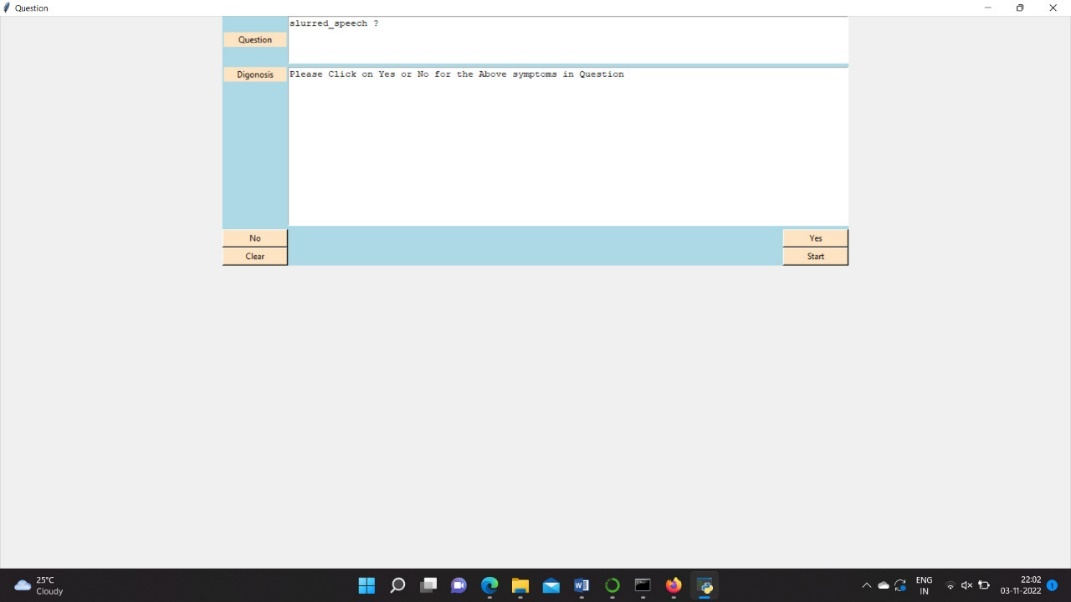 Question
slurred_speech ?
Question
Digonosis
Please Click on Yes or No for the Above symptoms in Question
No
Yes
Clear
Start
25°C
Cloudy
ENG
IN
22:02
03-11-2022
1